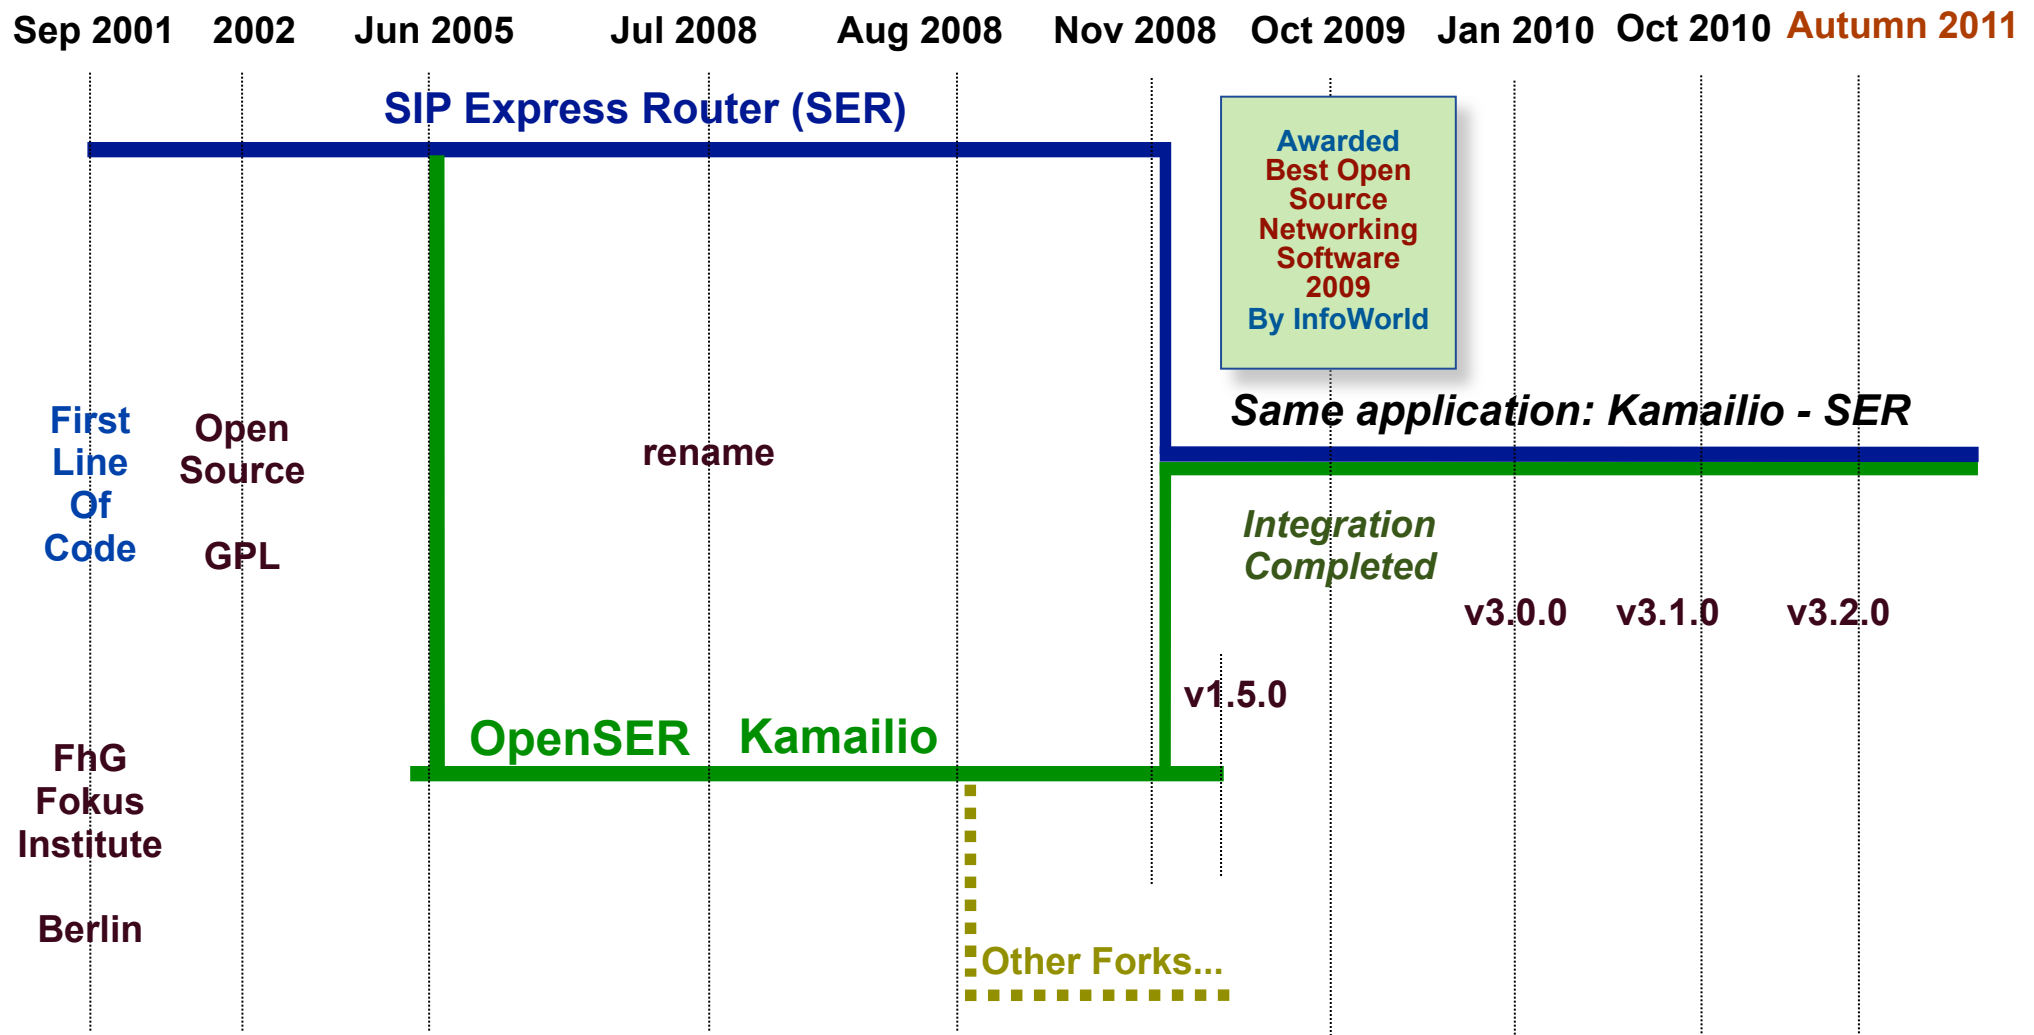 Sep 2001 2002 Jun 2005 Jul 2008 Aug 2008 Nov 2008 Oct 2009 Jan 2010 Oct 2010 Autumn 2011
SIP Express Router (SER)
Awarded
Best Open
Source
Networking
Software
2009
By InfoWorld
Same application: Kamailio - SER
First
Line
Of
Code
Open
Source
GPL
rename
Integration
Completed
v3.0.0 v3.1.0 v3.2.0
v1.5.0
OpenSER Kamailio
FhG
Fokus
Institute
Berlin
Other Forks...